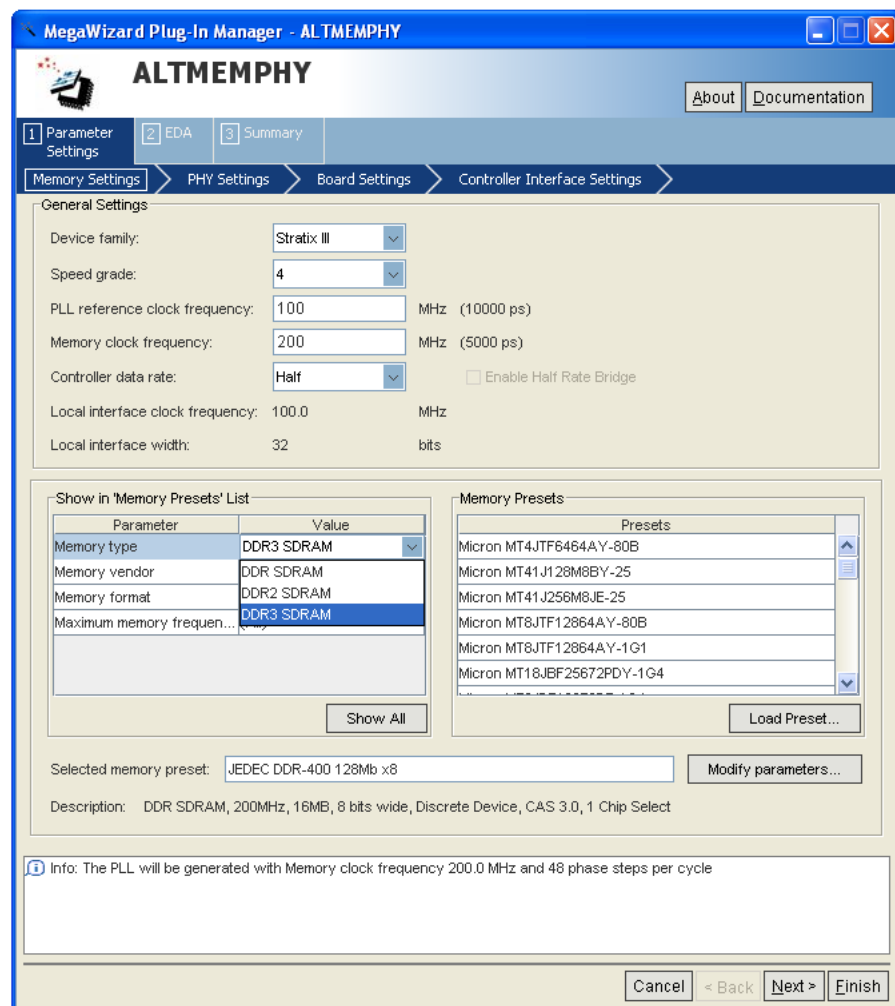 MegaWizard Plug-In Manager - ALTMEMPHY
ALTMEMPHY
About Documentation
1 Parameter Settings
2 EDA
3 Summary
Memory Settings PHY Settings Board Settings Controller Interface Settings
General Settings
Device family: Stratix III
Speed grade: 4
PLL reference clock frequency: 100 MHz (10000 ps)
Memory clock frequency: 200 MHz (5000 ps)
Controller data rate: Half Enable Half Rate Bridge
Local interface clock frequency: 100.0 MHz
Local interface width: 32 bits
Show in 'Memory Presets' List
Parameter Value
Memory type DDR3 SDRAM
Memory vendor DDR SDRAM
Memory format DDR2 SDRAM
Maximum memory frequen... DDR3 SDRAM
Show All
Memory Presets
Presets
Micron MT4JTF6464AY-80B
Micron MT41J128M8BY-25
Micron MT41J256M8JE-25
Micron MT8JTF12864AY-80B
Micron MT8JTF12864AY-1G1
Micron MT18JBF25672PDY-1G4
Load Preset...
Selected memory preset: JEDEC DDR-400 128Mb x8 Modify parameters...
Description: DDR SDRAM, 200MHz, 16MB, 8 bits wide, Discrete Device, CAS 3.0, 1 Chip Select
Info: The PLL will be generated with Memory clock frequency 200.0 MHz and 48 phase steps per cycle
Cancel < Back Next > Finish